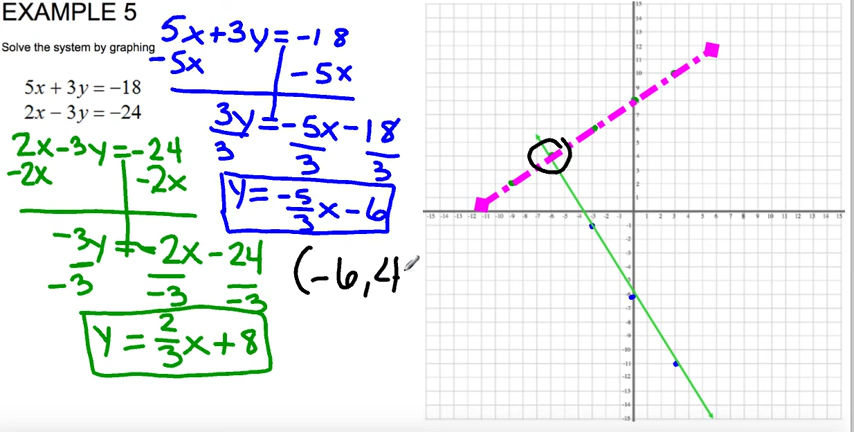 EXAMPLE 5
Solve the system by graphing
5x + 3y = −18
2x − 3y = −24
5x+3y=-18
-5x -5x
3y=-5x-18
3 3 3
y=-5/3x-6
2x-3y=-24
-2x -2x
-3y=-2x-24
-3 -3 -3
y=2/3x+8
(-6,4